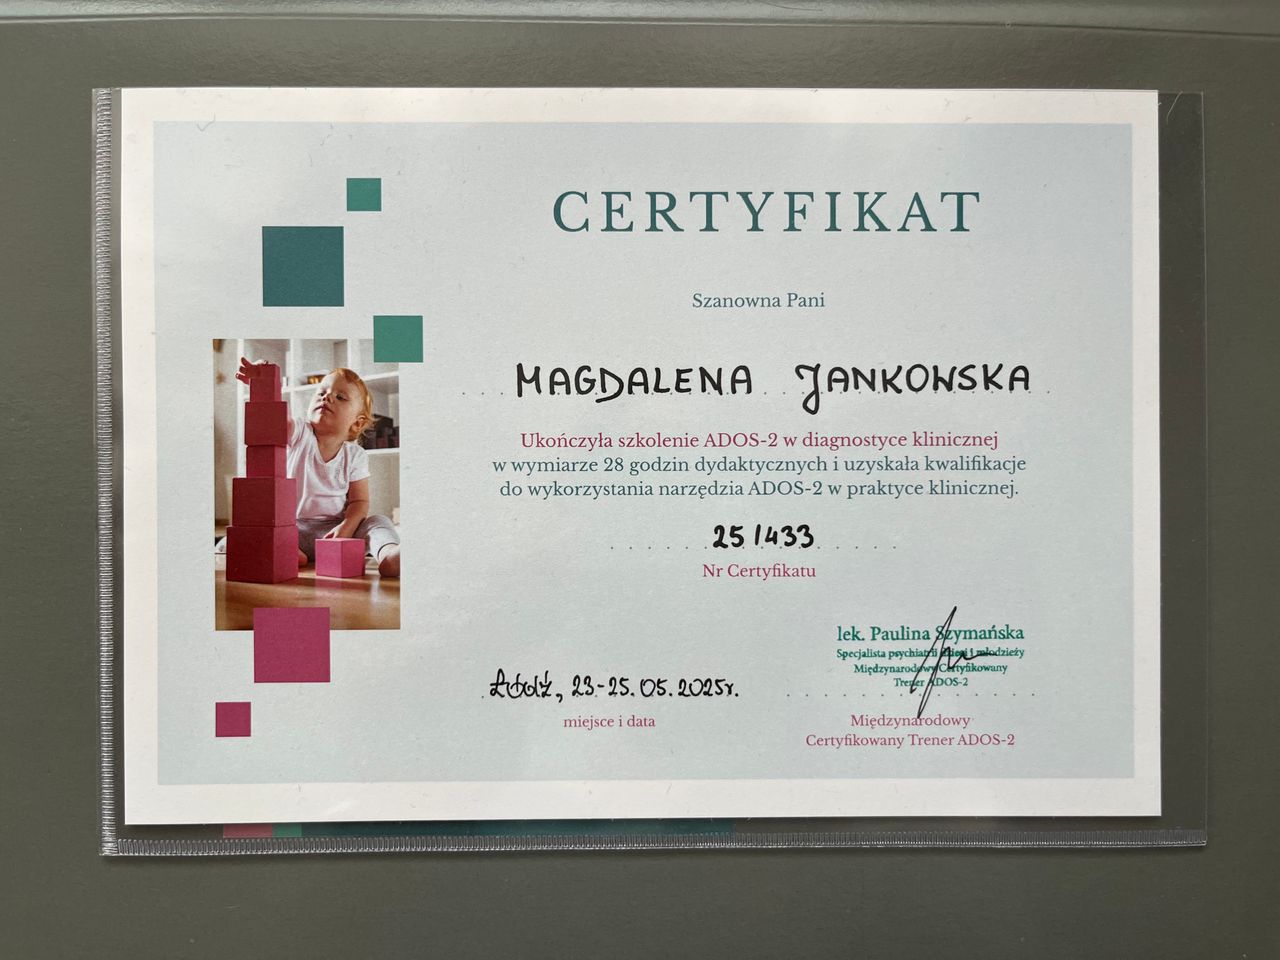 CERTYFIKAT
Szanowna Pani
MAGDALENA JANKOWSKA
Ukończyła szkolenie ADOS-2 w diagnostyce klinicznej
w wymiarze 28 godzin dydaktycznych i uzyskała kwalifikacje
do wykorzystania narzędzia ADOS-2 w praktyce klinicznej.
25/433
Nr Certyfikatu
lek. Paulina Szymańska
Specjalista psychiatrii dzieci i młodzieży
Międzynarodowy Certyfikowany
Trener ADOS-2
Łódź, 23-25.05.2025r.
miejsce i data
Międzynarodowy
Certyfikowany Trener ADOS-2